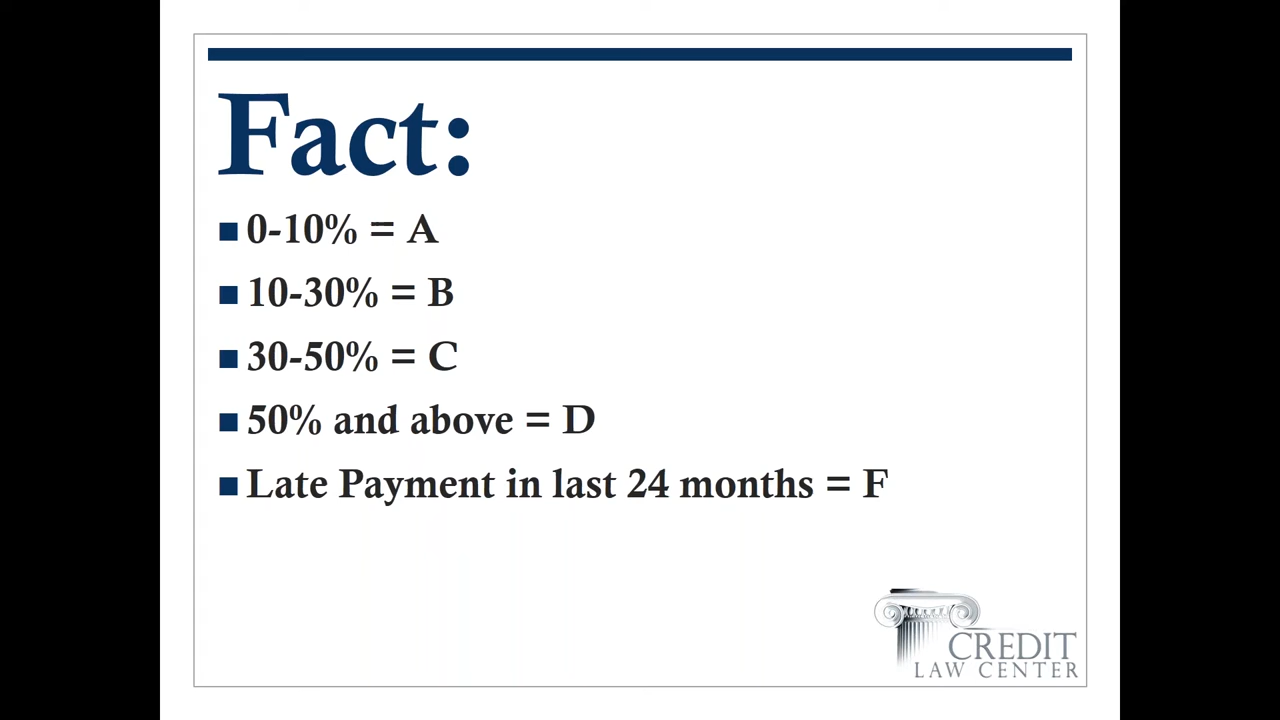 Fact:
0-10% = A
10-30% = B
30-50% = C
50% and above = D
Late Payment in last 24 months = F
CREDIT
LAW CENTER